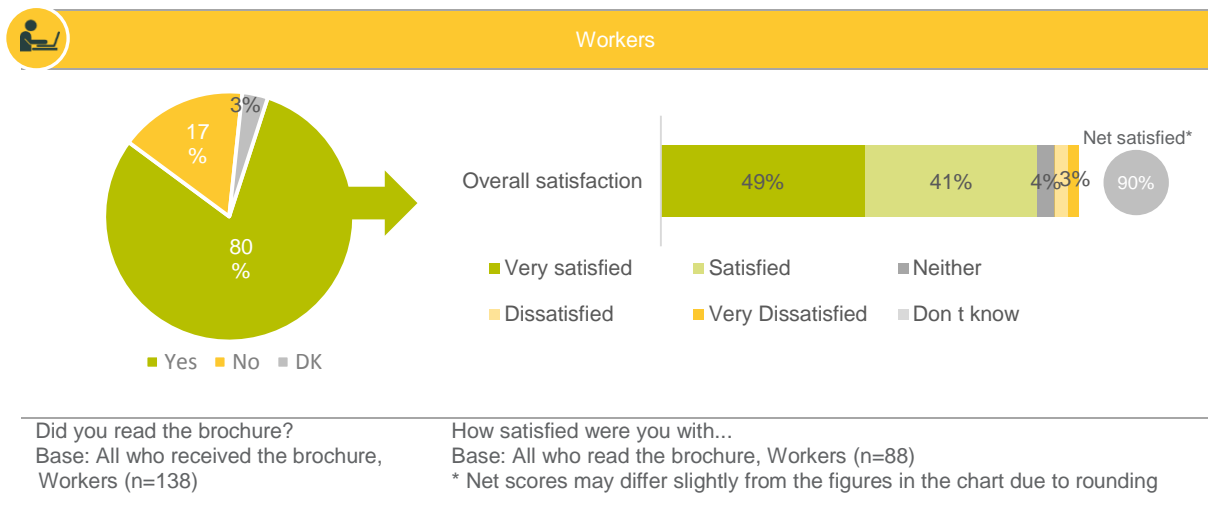 Workers
3%
17
%
80
%
Yes No DK
Net satisfied*
Overall satisfaction
49% 41% 4% 3% 90%
Very satisfied Satisfied Neither
Dissatisfied Very Dissatisfied Don t know
Did you read the brochure?
Base: All who received the brochure,
Workers (n=138)
How satisfied were you with...
Base: All who read the brochure, Workers (n=88)
* Net scores may differ slightly from the figures in the chart due to rounding